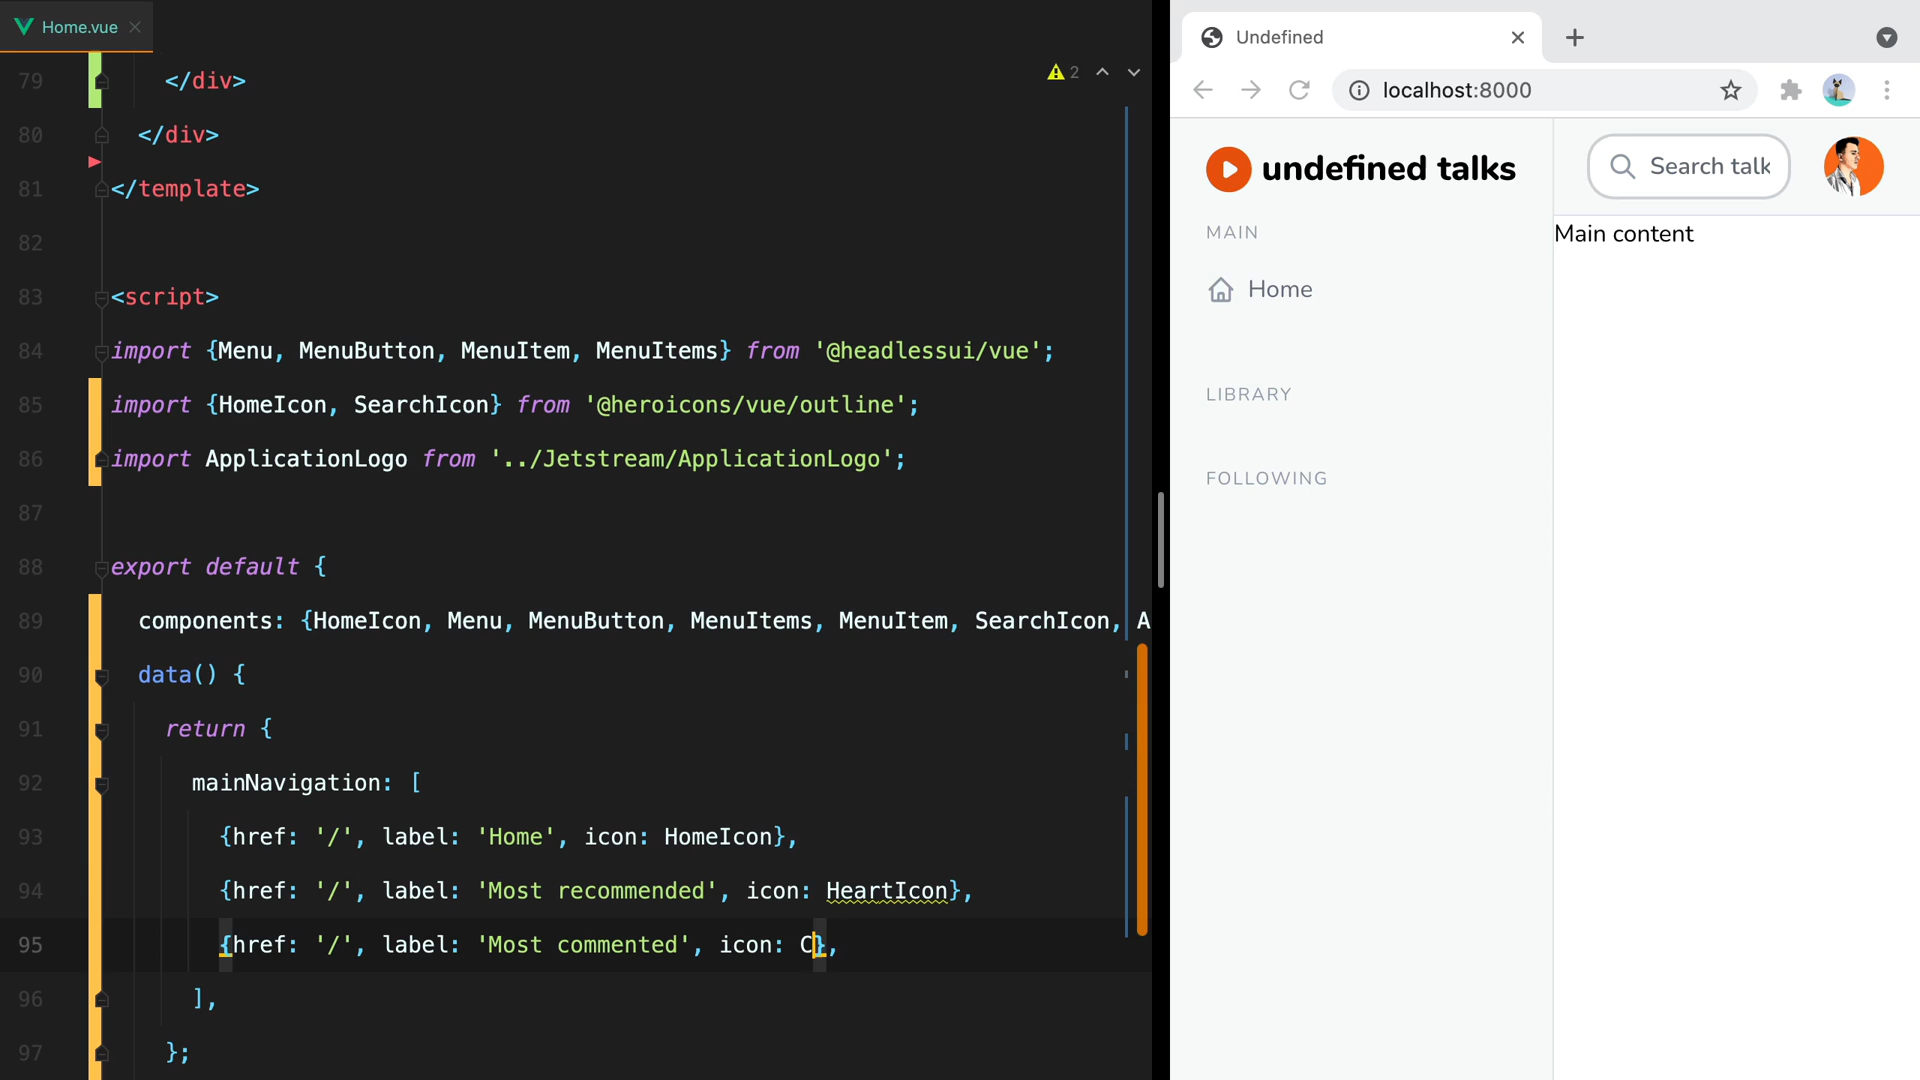 Home.vue
2
79 </div>
80 </div>
81 </template>
82
83 <script>
84 import {Menu, MenuButton, MenuItem, MenuItems} from '@headlessui/vue';
85 import {HomeIcon, SearchIcon} from '@heroicons/vue/outline';
86 import ApplicationLogo from '../Jetstream/ApplicationLogo';
87
88 export default {
89 components: {HomeIcon, Menu, MenuButton, MenuItems, MenuItem, SearchIcon, A
90 data() {
91 return {
92 mainNavigation: [
93 {href: '/', label: 'Home', icon: HomeIcon},
94 {href: '/', label: 'Most recommended', icon: HeartIcon},
95 {href: '/', label: 'Most commented', icon: C},
96 ],
97 };
Undefined
localhost:8000
undefined talks
Search talk
MAIN
Main content
Home
LIBRARY
FOLLOWING